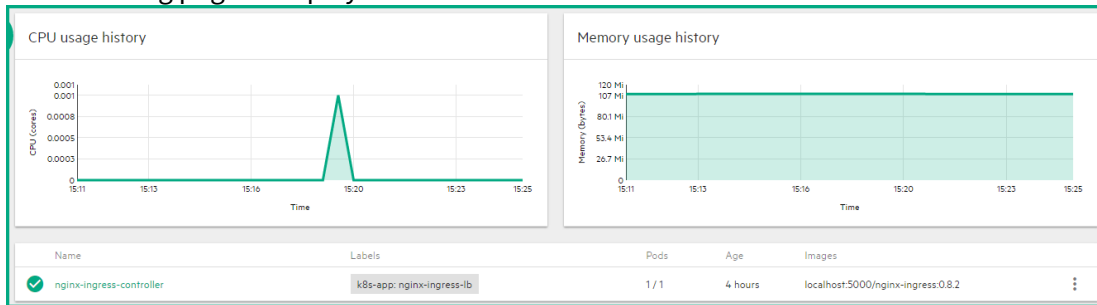 CPU usage history
0.001
0.001
0.0008
0.0005
0.0003
0
CPU (cores)
15:11 15:13 15:16 15:20 15:23 15:25
Time
Memory usage history
120 Mi
107 Mi
80.1 Mi
53.4 Mi
26.7 Mi
0
Memory (bytes)
15:11 15:13 15:16 15:20 15:23 15:25
Time
Name Labels Pods Age Images
nginx-ingress-controller k8s-app: nginx-ingress-lb 1 / 1 4 hours localhost:5000/nginx-ingress:0.8.2